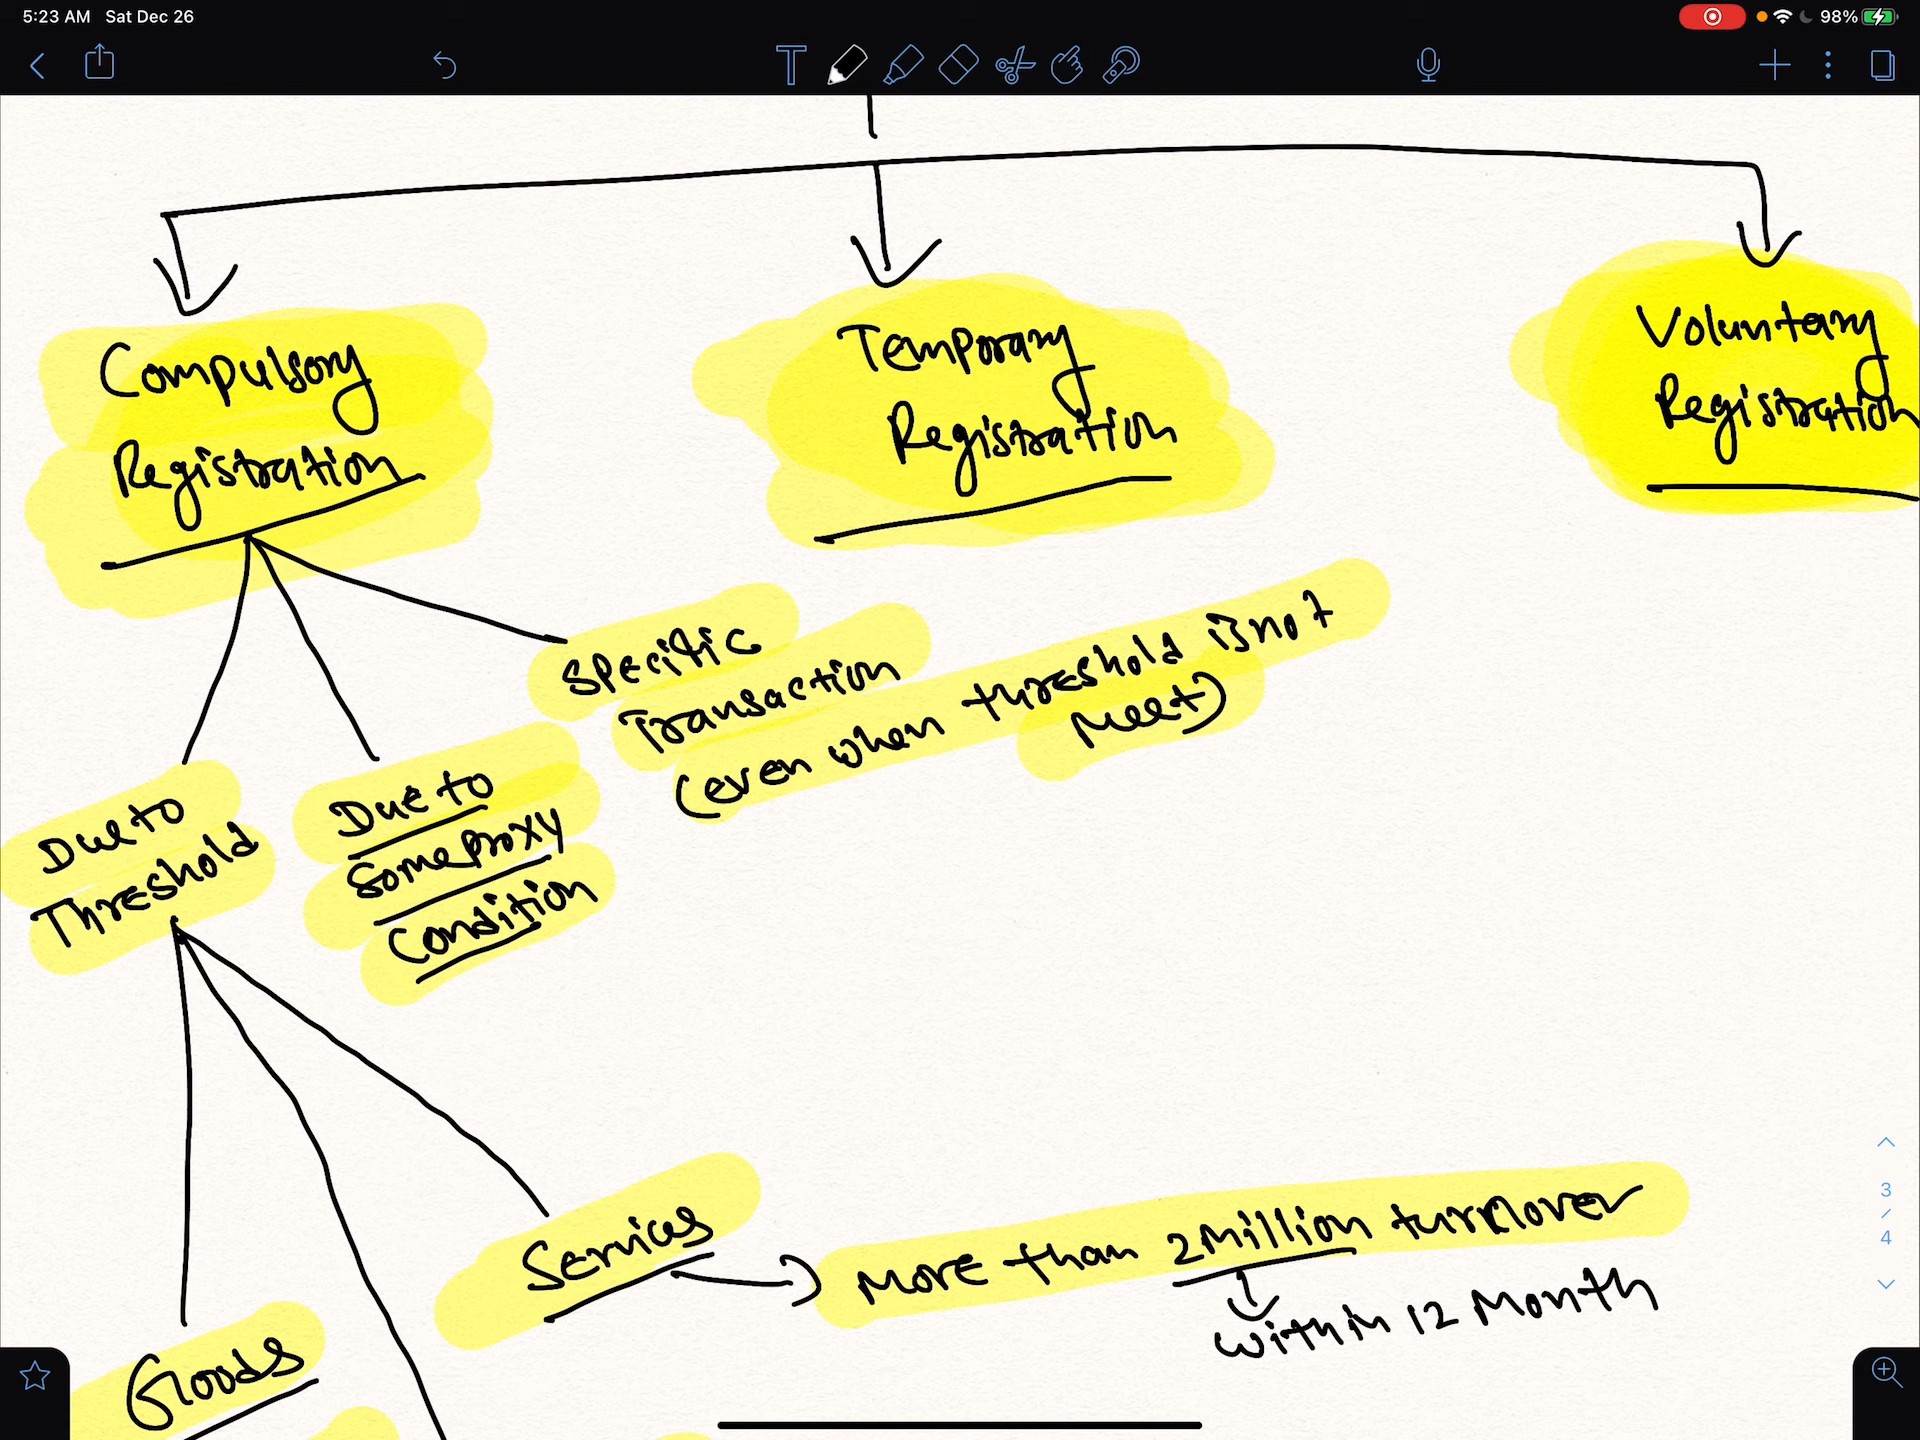 5:23 AM Sat Dec 26
98%
Compulsory
Registration
Temporary
Registration
Voluntary
Registration
Specific
Transaction
(even when threshold is not
Meet)
Due to
Threshold
Due to
Some Proxy
Condition
Services
More than 2 Million turnover
within 12 Month
Goods
3
4